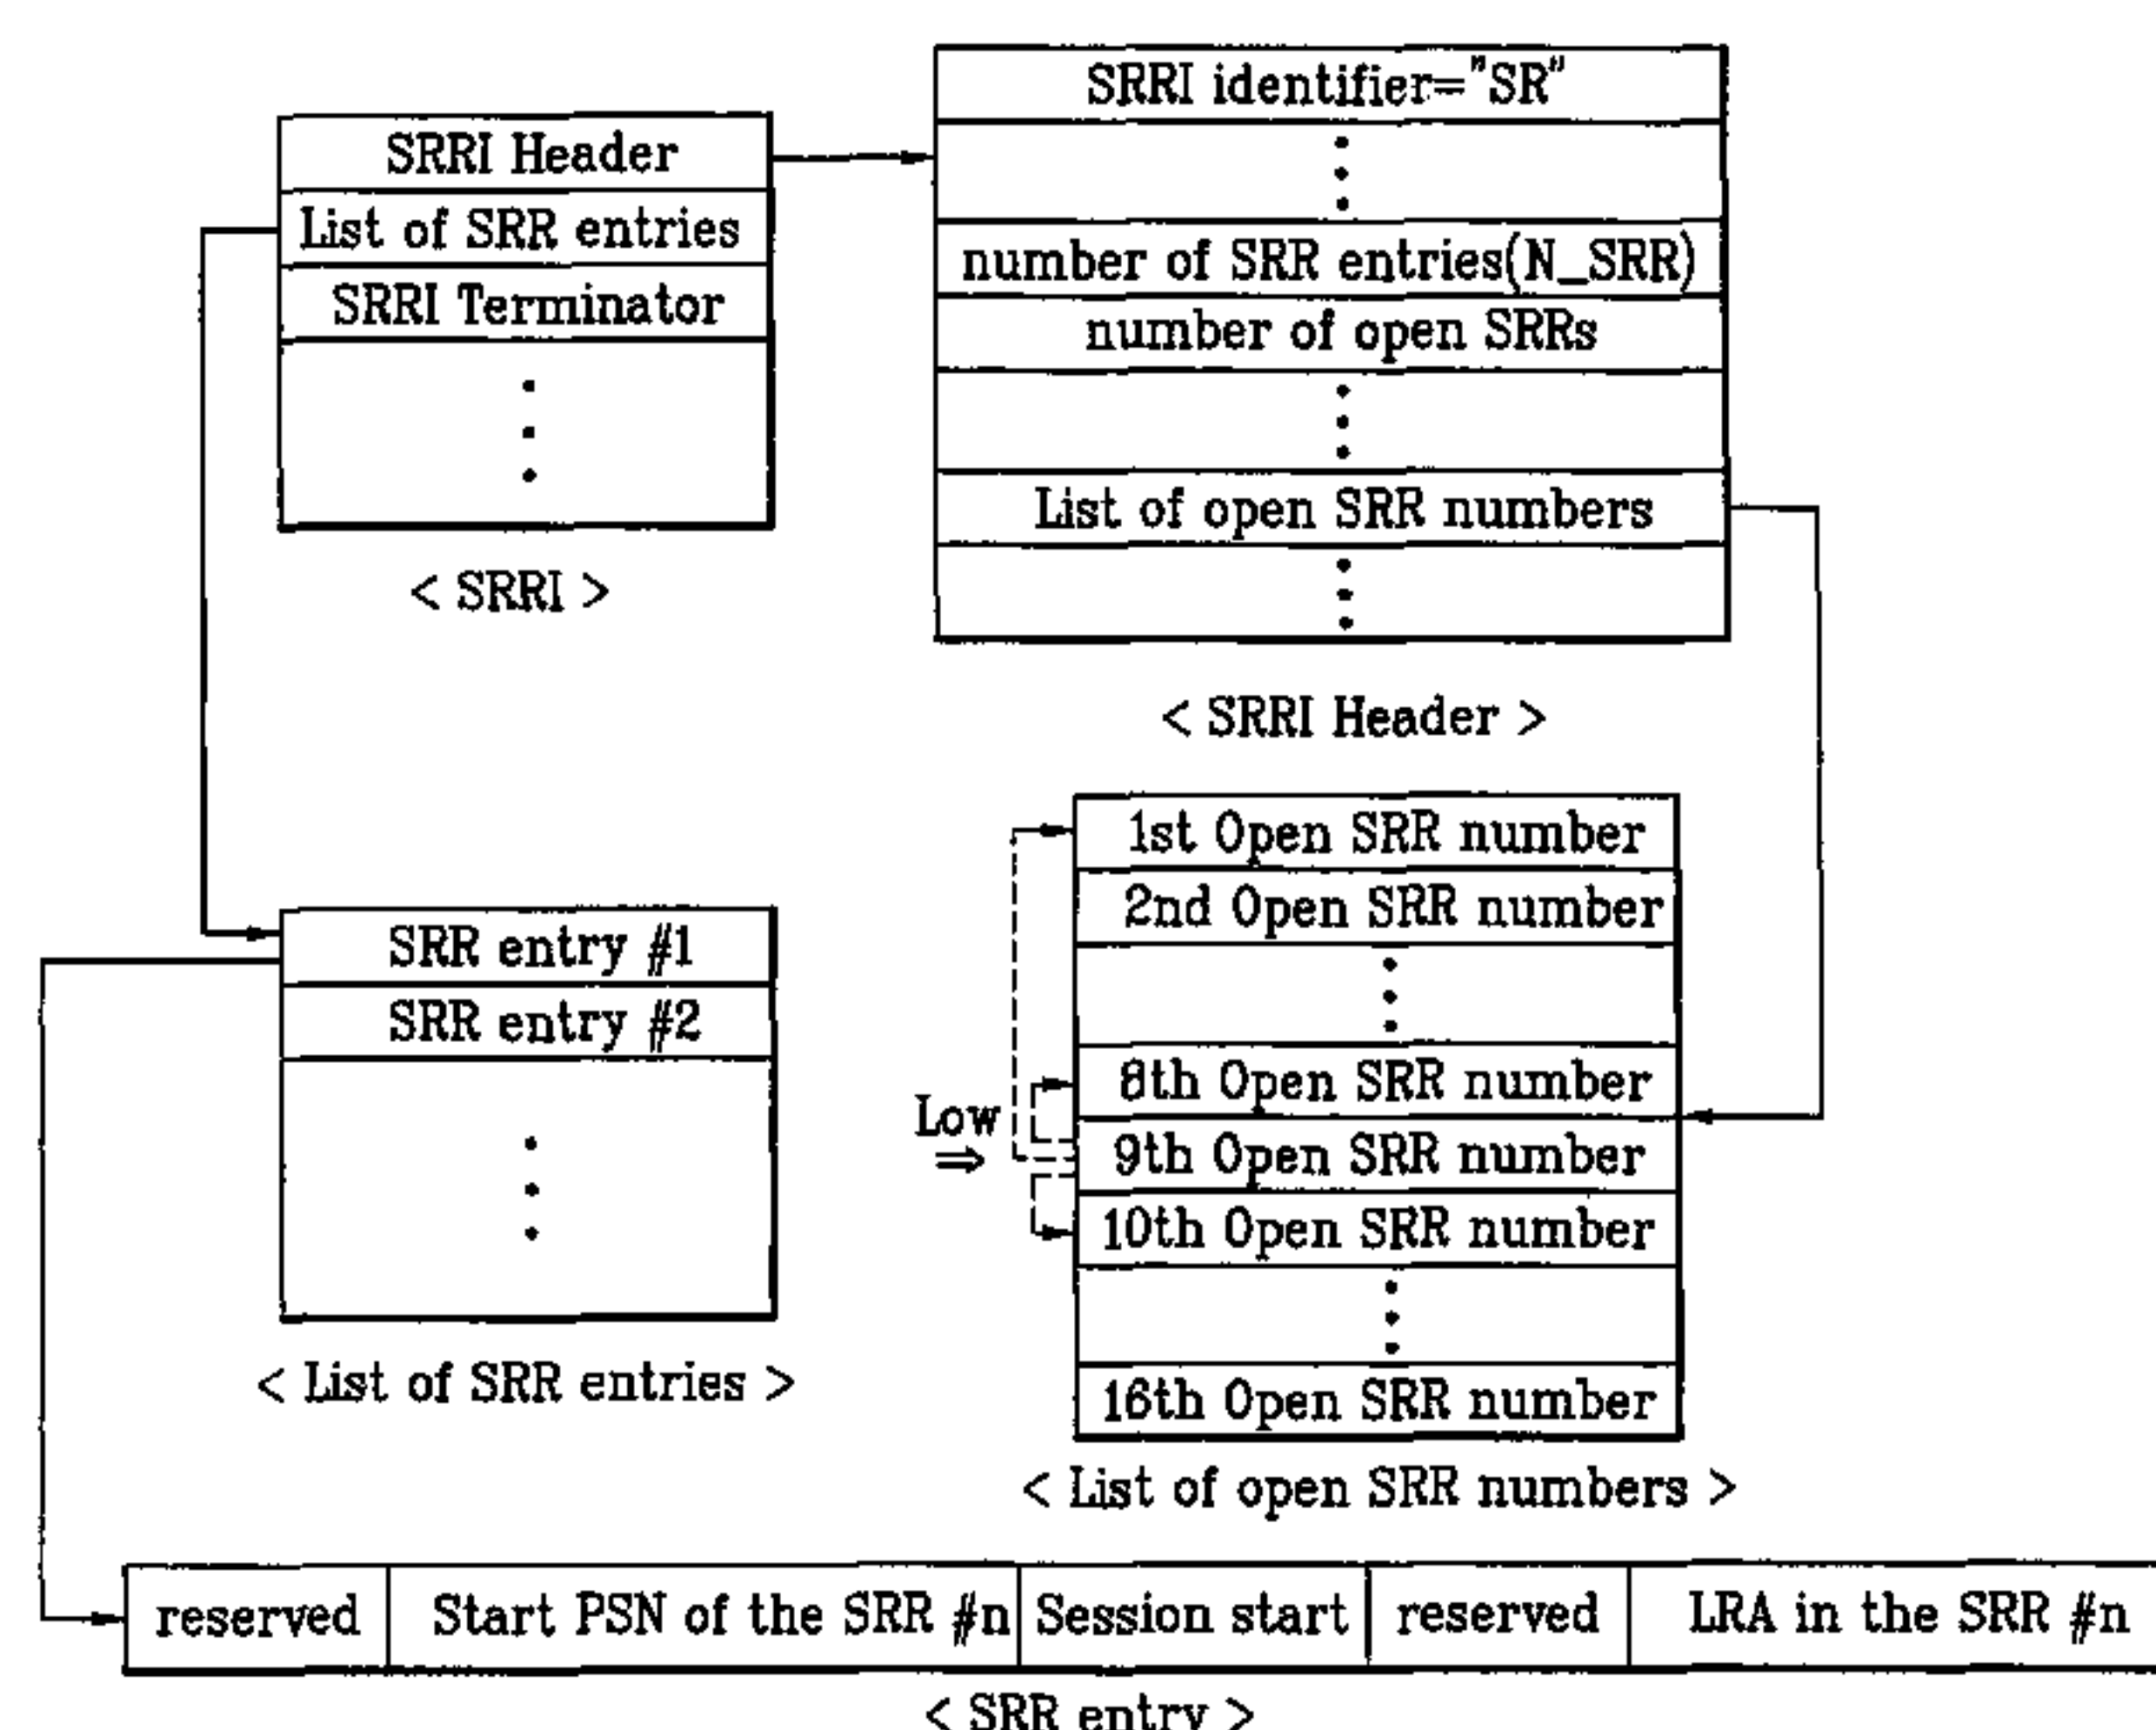 SRRI Header
List of SRR entries
SRRI Terminator
< SRRI >
SRRI identifier="SR"
number of SRR entries(N_SRR)
number of open SRRs
List of open SRR numbers
< SRRI Header >
SRR entry #1
SRR entry #2
< List of SRR entries >
Low
1st Open SRR number
2nd Open SRR number
8th Open SRR number
9th Open SRR number
10th Open SRR number
16th Open SRR number
< List of open SRR numbers >
reserved
Start PSN of the SRR #n
Session start
reserved
LRA in the SRR #n
< SRR entry >